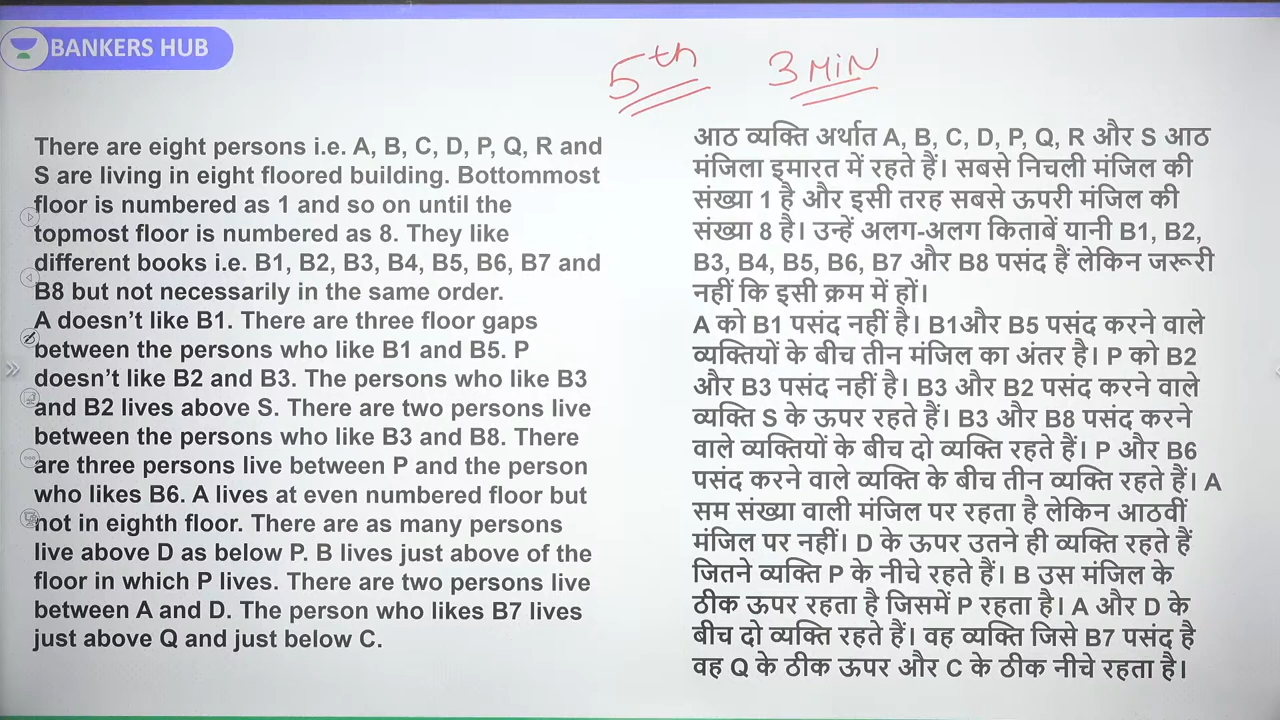 BANKERS HUB
5th 3 MIN
There are eight persons i.e. A, B, C, D, P, Q, R and
S are living in eight floored building. Bottommost
floor is numbered as 1 and so on until the
topmost floor is numbered as 8. They like
different books i.e. B1, B2, B3, B4, B5, B6, B7 and
B8 but not necessarily in the same order.
A doesn't like B1. There are three floor gaps
between the persons who like B1 and B5. P
doesn't like B2 and B3. The persons who like B3
and B2 lives above S. There are two persons live
between the persons who like B3 and B8. There
are three persons live between P and the person
who likes B6. A lives at even numbered floor but
not in eighth floor. There are as many persons
live above D as below P. B lives just above of the
floor in which P lives. There are two persons live
between A and D. The person who likes B7 lives
just above Q and just below C.
आठ व्यक्ति अर्थात A, B, C, D, P, Q, R और S आठ
मंजिला इमारत में रहते हैं। सबसे निचली मंजिल की
संख्या 1 है और इसी तरह सबसे ऊपरी मंजिल की
संख्या 8 है। उन्हें अलग-अलग किताबें यानी B1, B2,
B3, B4, B5, B6, B7 और B8 पसंद हैं लेकिन जरूरी
नहीं कि इसी क्रम में हों।
A को B1 पसंद नहीं है। B1और B5 पसंद करने वाले
व्यक्तियों के बीच तीन मंजिल का अंतर है। P को B2
और B3 पसंद नहीं है। B3 और B2 पसंद करने वाले
व्यक्ति S के ऊपर रहते हैं। B3 और B8 पसंद करने
वाले व्यक्तियों के बीच दो व्यक्ति रहते हैं। P और B6
पसंद करने वाले व्यक्ति के बीच तीन व्यक्ति रहते हैं। A
सम संख्या वाली मंजिल पर रहता है लेकिन आठवीं
मंजिल पर नहीं। D के ऊपर उतने ही व्यक्ति रहते हैं
जितने व्यक्ति P के नीचे रहते हैं। B उस मंजिल के
ठीक ऊपर रहता है जिसमें P रहता है। A और D के
बीच दो व्यक्ति रहते हैं। वह व्यक्ति जिसे B7 पसंद है
वह Q के ठीक ऊपर और C के ठीक नीचे रहता है।